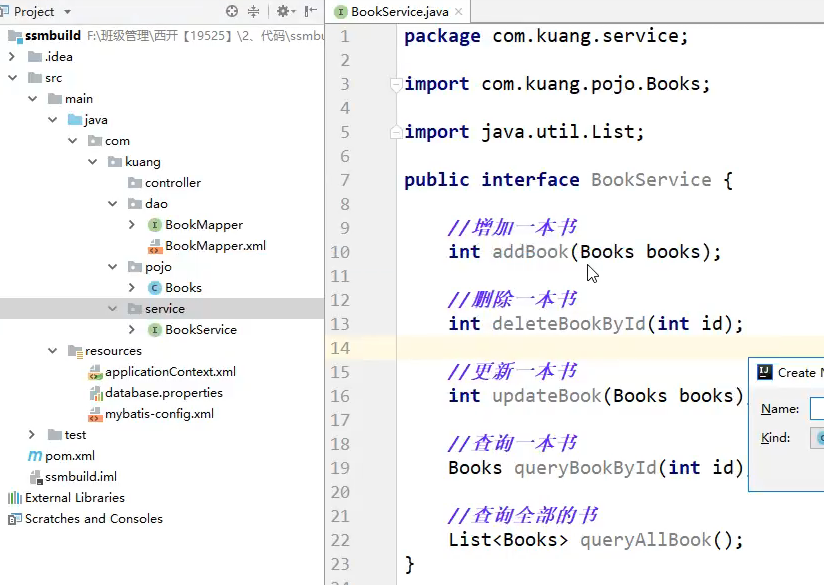 Project
BookService.java
ssmbuild F:\班级管理\西开【19525】\2、代码\ssmbu
.idea
src
main
java
com
kuang
controller
dao
BookMapper
BookMapper.xml
pojo
Books
service
BookService
resources
applicationContext.xml
database.properties
mybatis-config.xml
test
pom.xml
ssmbuild.iml
External Libraries
Scratches and Consoles
1 package com.kuang.service;
2
3 import com.kuang.pojo.Books;
4
5 import java.util.List;
6
7 public interface BookService {
8
9 //增加一本书
10 int addBook(Books books);
11
12 //删除一本书
13 int deleteBookById(int id);
14
15 //更新一本书
16 int updateBook(Books books)
17
18 //查询一本书
19 Books queryBookById(int id)
20
21 //查询全部的书
22 List<Books> queryAllBook();
23 }
Create N
Name:
Kind: